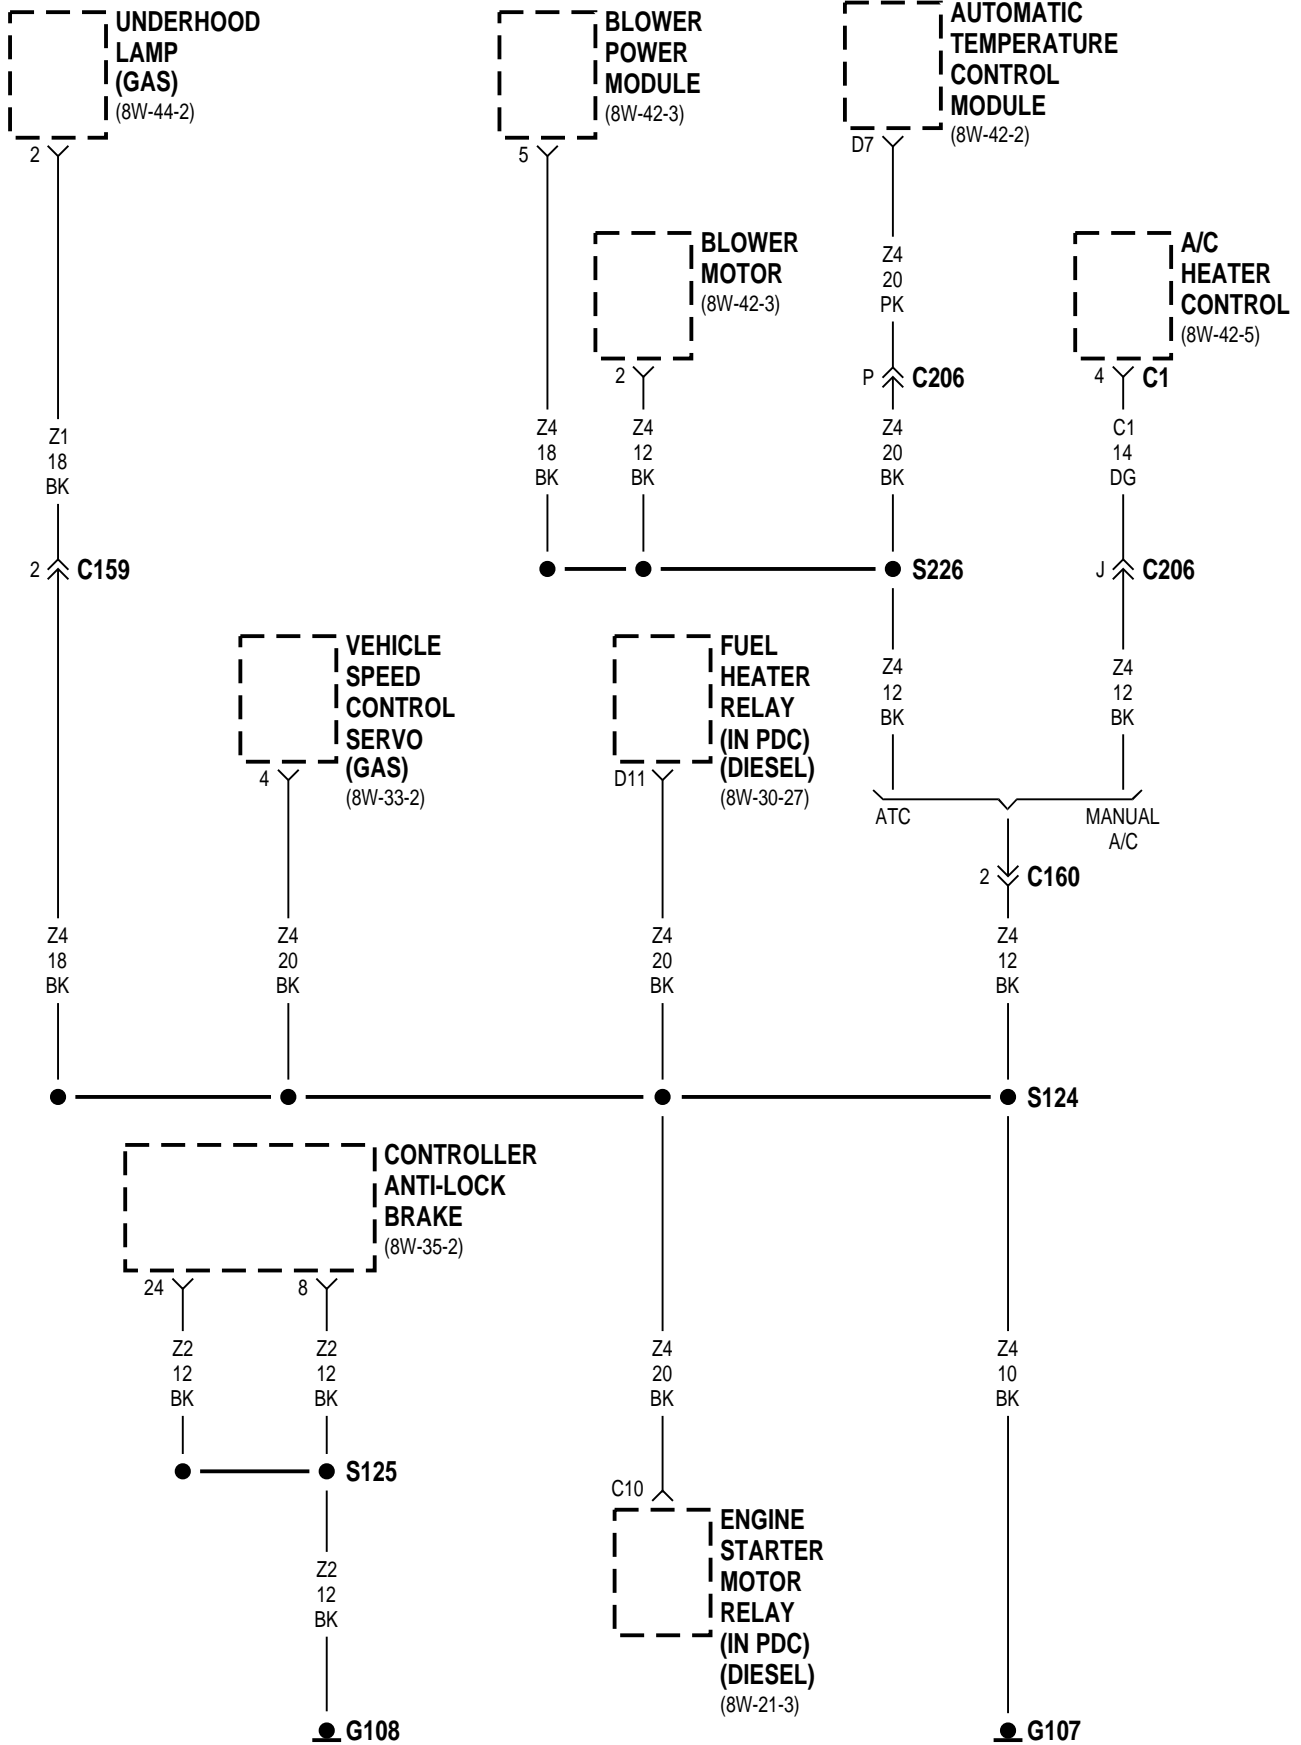 UNDERHOOD
LAMP
(GAS)
(8W-44-2)
2
Z1
18
BK
2
C159
Z4
18
BK
BLOWER
POWER
MODULE
(8W-42-3)
5
Z4
18
BK
BLOWER
MOTOR
(8W-42-3)
2
Z4
12
BK
AUTOMATIC
TEMPERATURE
CONTROL
MODULE
(8W-42-2)
D7
Z4
20
PK
P
C206
Z4
20
BK
S226
Z4
12
BK
ATC
A/C
HEATER
CONTROL
(8W-42-5)
4
C1
C1
14
DG
J
C206
Z4
12
BK
MANUAL
A/C
2
C160
Z4
12
BK
S124
VEHICLE
SPEED
CONTROL
SERVO
(GAS)
(8W-33-2)
4
Z4
20
BK
FUEL
HEATER
RELAY
(IN PDC)
(DIESEL)
(8W-30-27)
D11
Z4
20
BK
CONTROLLER
ANTI-LOCK
BRAKE
(8W-35-2)
24
8
Z2
12
BK
Z2
12
BK
S125
Z2
12
BK
G108
Z4
20
BK
C10
ENGINE
STARTER
MOTOR
RELAY
(IN PDC)
(DIESEL)
(8W-21-3)
Z4
10
BK
G107